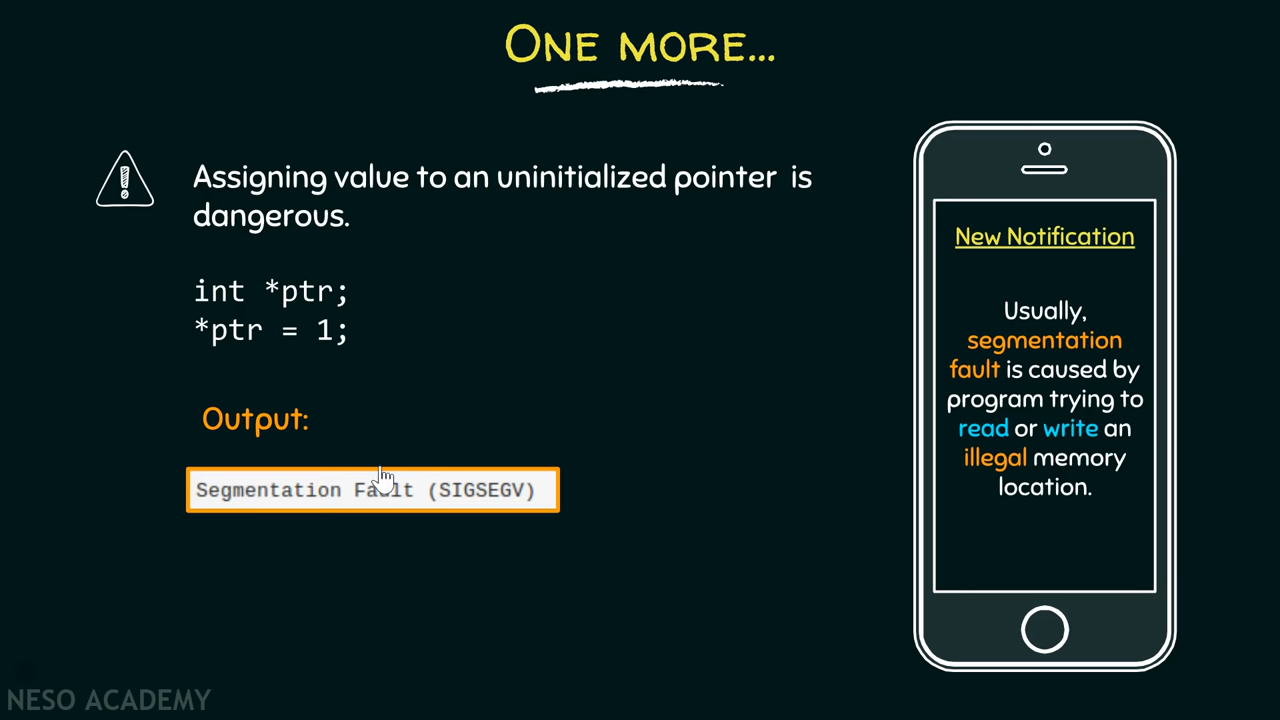 One more...
Assigning value to an uninitialized pointer is
dangerous.
int *ptr;
*ptr = 1;
Output:
Segmentation Fault (SIGSEGV)
New Notification
Usually,
segmentation
fault is caused by
program trying to
read or write an
illegal memory
location.
NESO ACADEMY